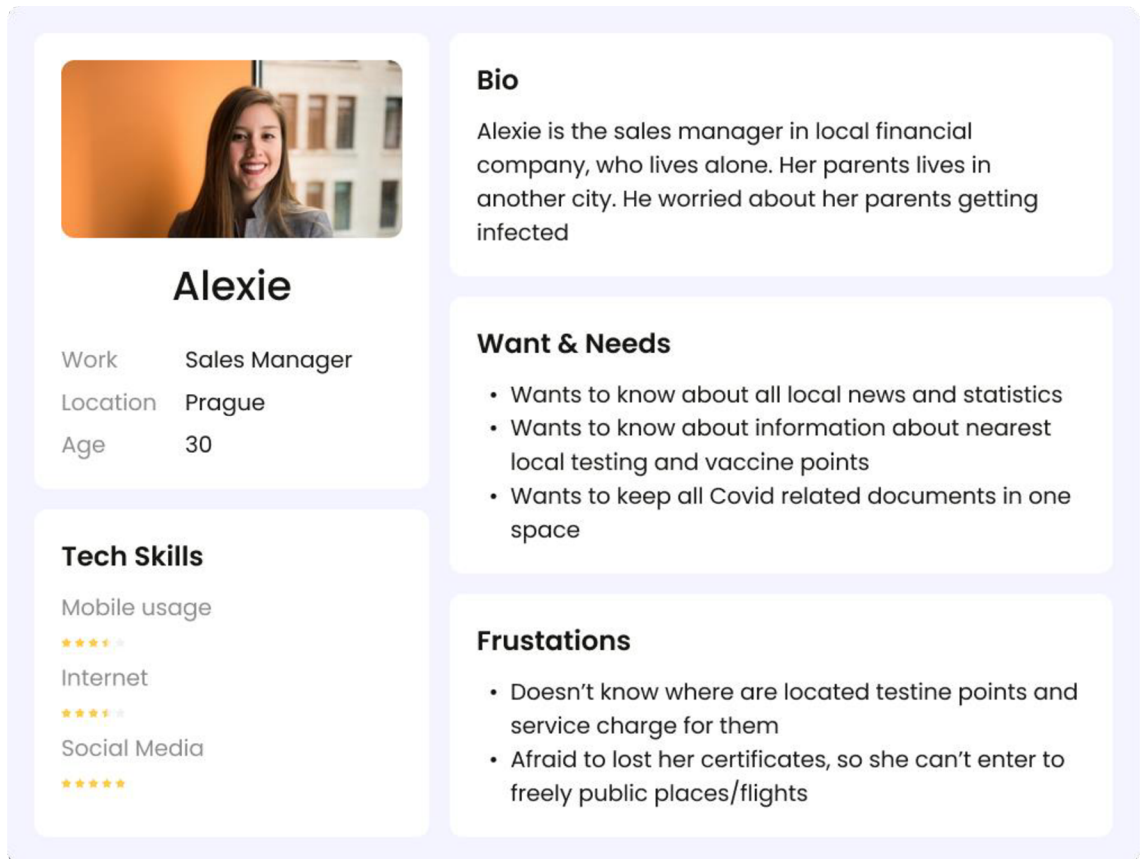 Alexie
Work Sales Manager
Location Prague
Age 30
Tech Skills
Mobile usage
Internet
Social Media
Bio
Alexie is the sales manager in local financial
company, who lives alone. Her parents lives in
another city. He worried about her parents getting
infected
Want & Needs
• Wants to know about all local news and statistics
• Wants to know about information about nearest
local testing and vaccine points
• Wants to keep all Covid related documents in one
space
Frustations
• Doesn’t know where are located testine points and
service charge for them
• Afraid to lost her certificates, so she can’t enter to
freely public places/flights